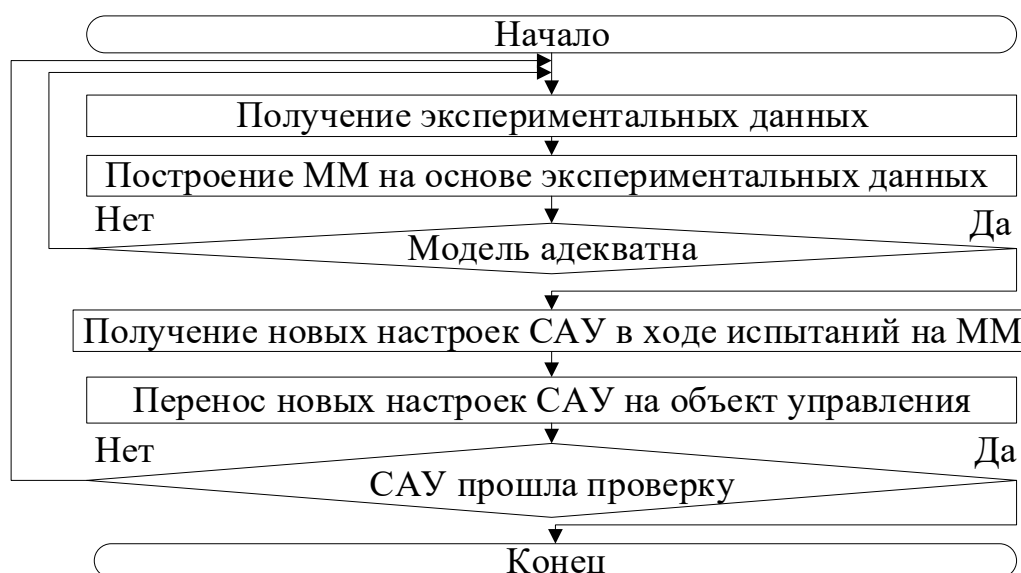 Начало
Получение экспериментальных данных
Построение ММ на основе экспериментальных данных
Нет
Да
Модель адекватна
Получение новых настроек САУ в ходе испытаний на ММ
Перенос новых настроек САУ на объект управления
Нет
Да
САУ прошла проверку
Конец